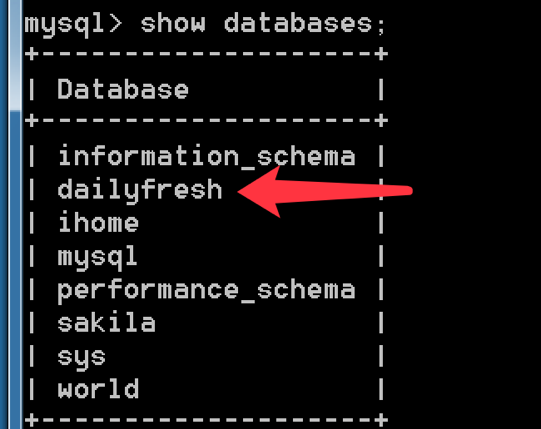 mysql> show databases;
+--------------------+
| Database           |
+--------------------+
| information_schema |
| dailyfresh         |
| ihome              |
| mysql              |
| performance_schema |
| sakila             |
| sys                |
| world              |
+--------------------+